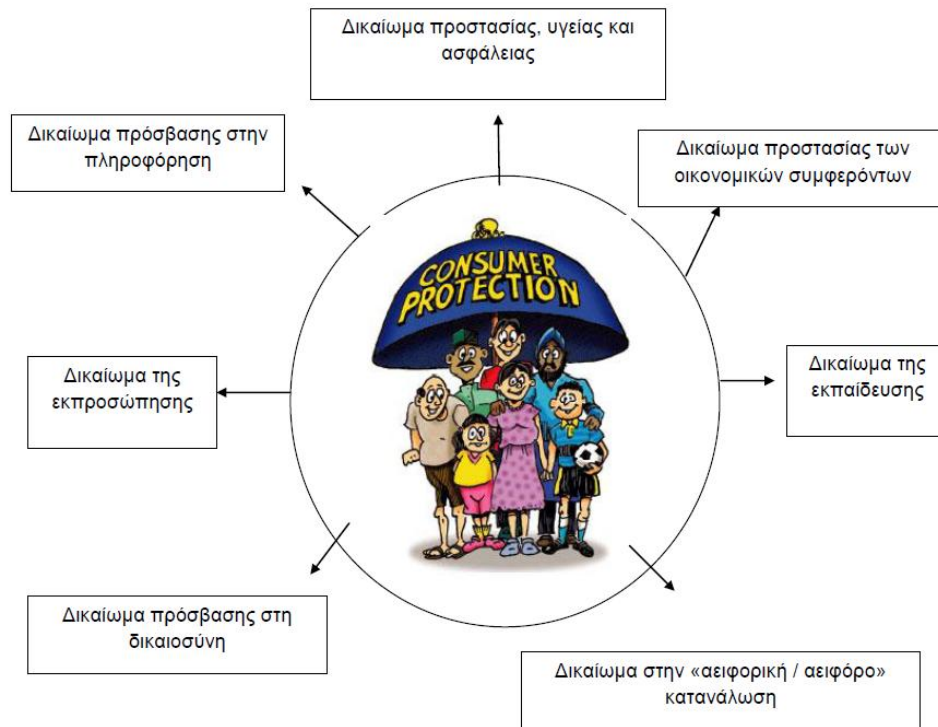 Δικαίωμα προστασίας, υγείας και
ασφάλειας
Δικαίωμα πρόσβασης στην
πληροφόρηση
Δικαίωμα προστασίας των
οικονομικών συμφερόντων
CONSUMER
PROTECTION
Δικαίωμα της
εκπροσώπησης
Δικαίωμα της
εκπαίδευσης
Δικαίωμα πρόσβασης στη
δικαιοσύνη
Δικαίωμα στην «αειφορική / αειφόρο»
κατανάλωση